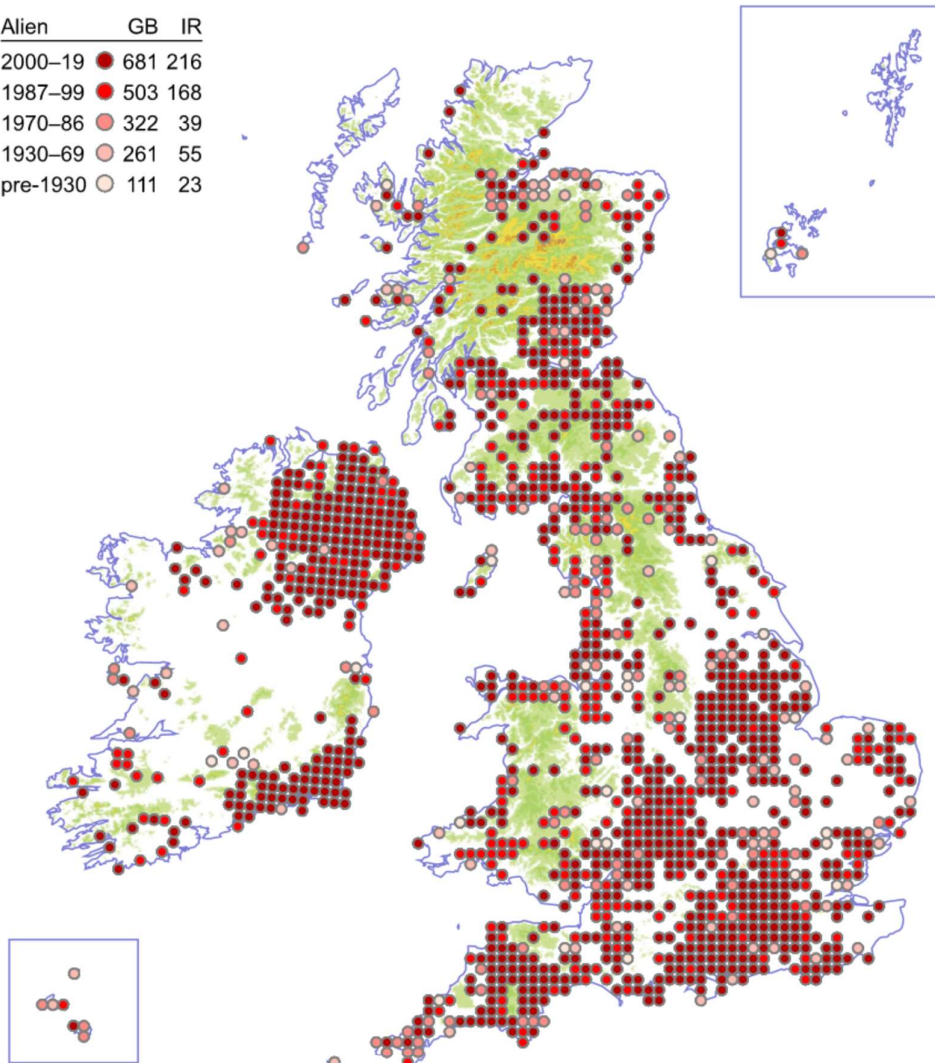 Alien GB IR
2000–19 681 216
1987–99 503 168
1970–86 322 39
1930–69 261 55
pre-1930 111 23